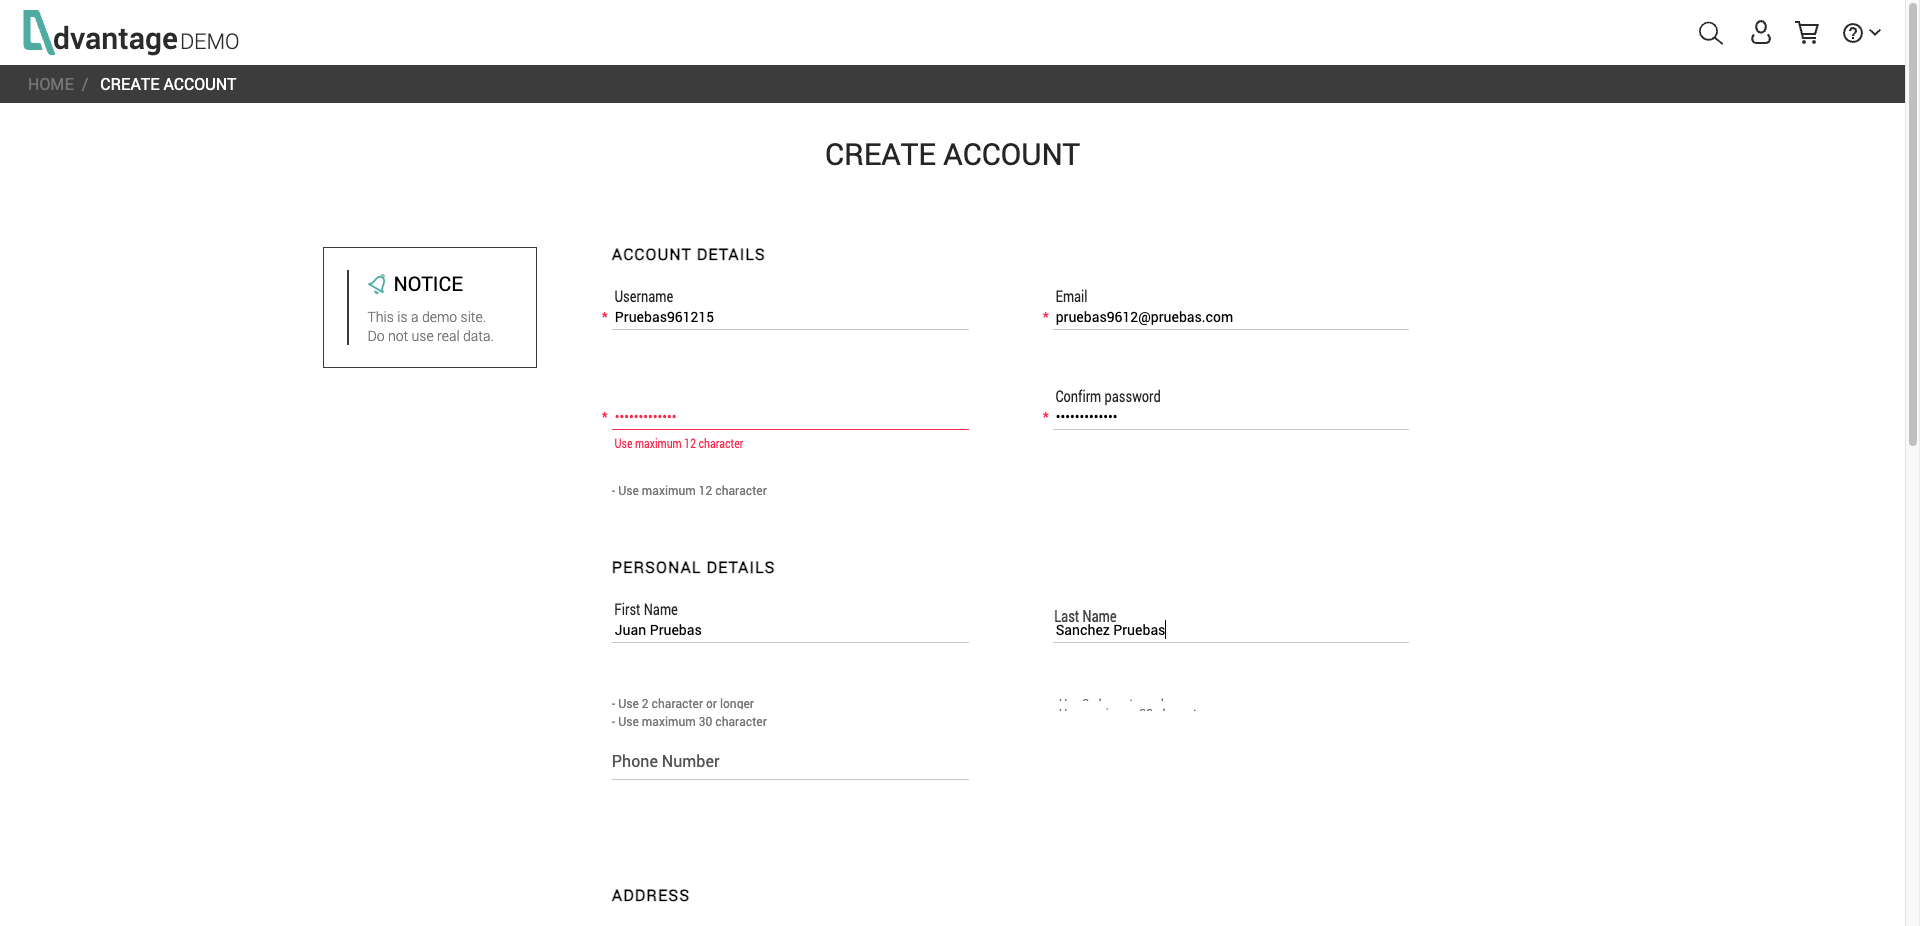 dvantage DEMO
HOME / CREATE ACCOUNT
CREATE ACCOUNT
NOTICE
This is a demo site.
Do not use real data.
ACCOUNT DETAILS
Username
* Pruebas961215
Email
* pruebas9612@pruebas.com
* •••••••••••••
Use maximum 12 character
- Use maximum 12 character
Confirm password
* •••••••••••••
PERSONAL DETAILS
First Name
Juan Pruebas
Last Name
Sanchez Pruebas
- Use 2 character or longer
- Use maximum 30 character
Phone Number
ADDRESS